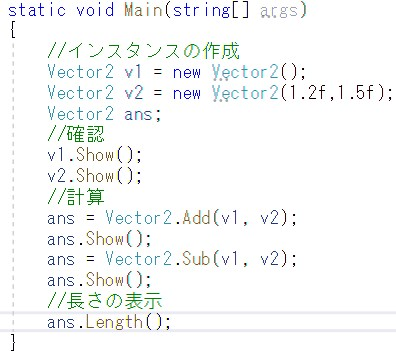 static void Main(string[] args)
{
//インスタンスの作成
Vector2 v1 = new Vector2();
Vector2 v2 = new Vector2(1.2f,1.5f);
Vector2 ans;
//確認
v1.Show();
v2.Show();
//計算
ans = Vector2.Add(v1, v2);
ans.Show();
ans = Vector2.Sub(v1, v2);
ans.Show();
//長さの表示
ans.Length();
}